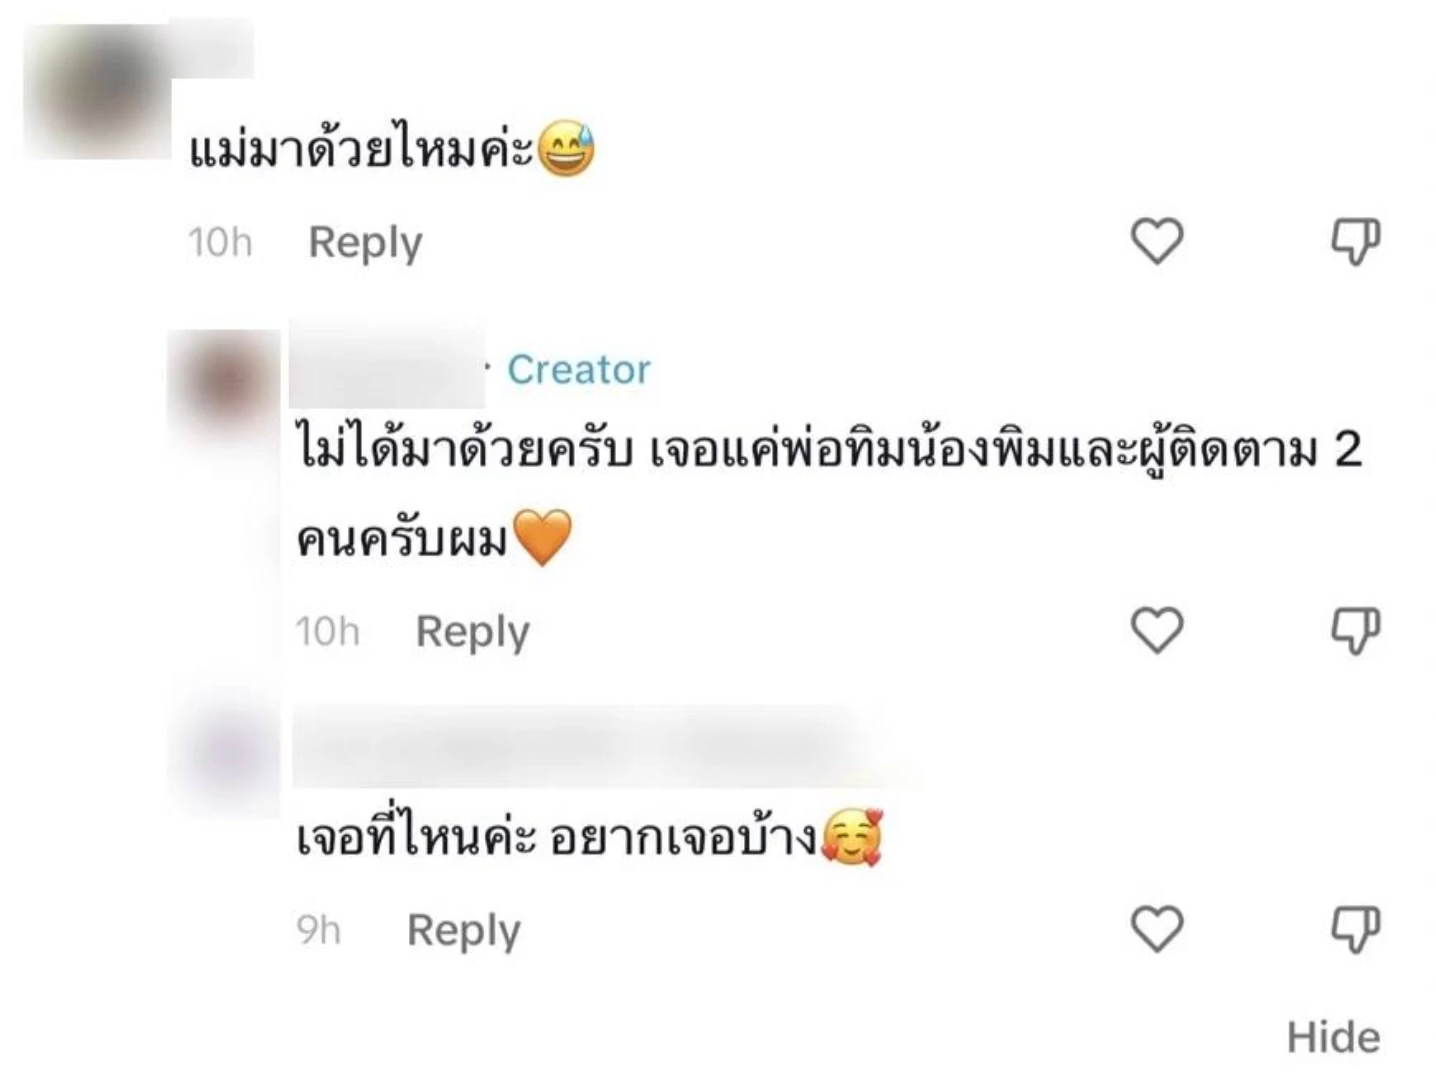 แม่มาด้วยไหมค่ะ😅
10h Reply
· Creator
ไม่ได้มาด้วยครับ เจอแค่พ่อทิมน้องพิมและผู้ติดตาม 2
คนครับผม🧡
10h Reply
เจอที่ไหนค่ะ อยากเจอบ้าง🥰
9h Reply
Hide